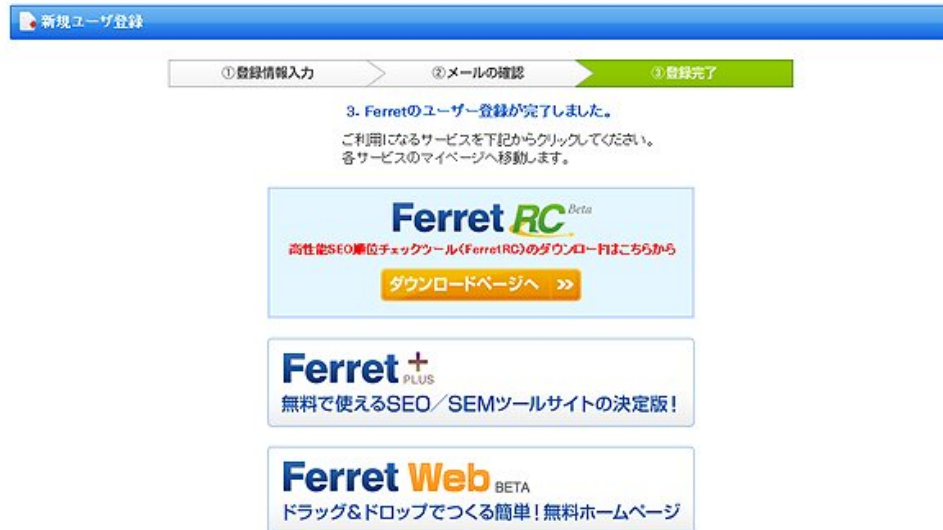 新規ユーザ登録
①登録情報入力 ②メールの確認 ③登録完了
3. Ferretのユーザー登録が完了しました。
ご利用になるサービスを下記からクリックしてください。
各サービスのマイページへ移動します。
Ferret RC Beta
高性能SEO順位チェックツール(FerretRC)のダウンロードはこちらから
ダウンロードページへ >>
Ferret + PLUS
無料で使えるSEO/SEMツールサイトの決定版!
Ferret Web BETA
ドラッグ&ドロップでつくる簡単!無料ホームページ